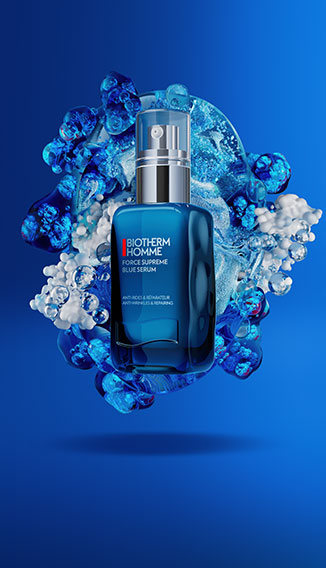 BIOTHERM
HOMME
FORCE SUPREME
BLUE SERUM
ANTI-RIDES & RÉPARATEUR
ANTI-WRINKLES & REPAIRING